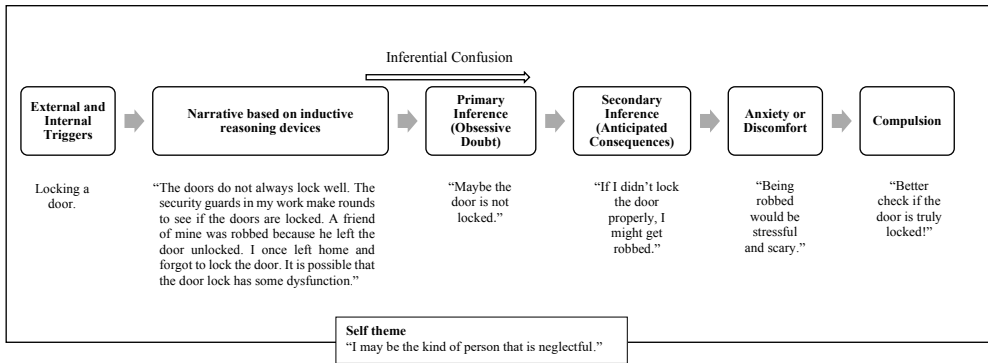 Inferential Confusion
External and
Internal
Triggers
Narrative based on inductive
reasoning devices
Primary
Inference
(Obsessive
Doubt)
Secondary
Inference
(Anticipated
Consequences)
Anxiety or
Discomfort
Compulsion
Locking a
door.
“The doors do not always lock well. The
security guards in my work make rounds
to see if the doors are locked. A friend
of mine was robbed because he left the
door unlocked. I once left home and
forgot to lock the door. It is possible that
the door lock has some dysfunction.”
“Maybe the
door is not
locked.”
“If I didn’t lock
the door
properly, I
might get
robbed.”
“Being
robbed
would be
stressful
and scary.”
“Better
check if the
door is truly
locked!”
Self theme
“I may be the kind of person that is neglectful.”